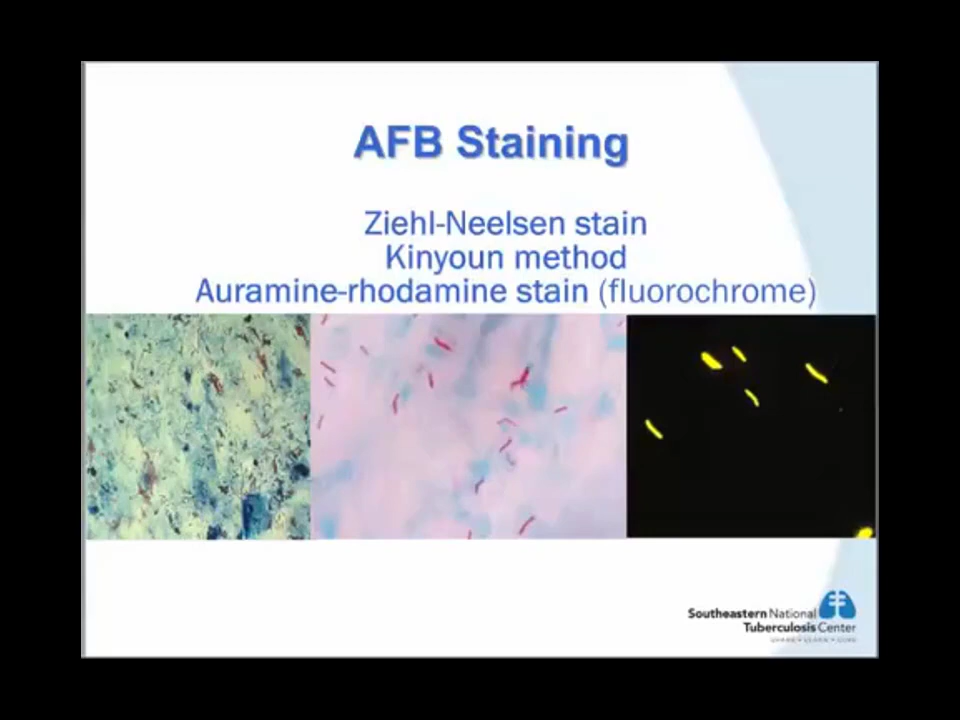 AFB Staining
Ziehl-Neelsen stain
Kinyoun method
Auramine-rhodamine stain (fluorochrome)
Southeastern National
Tuberculosis Center